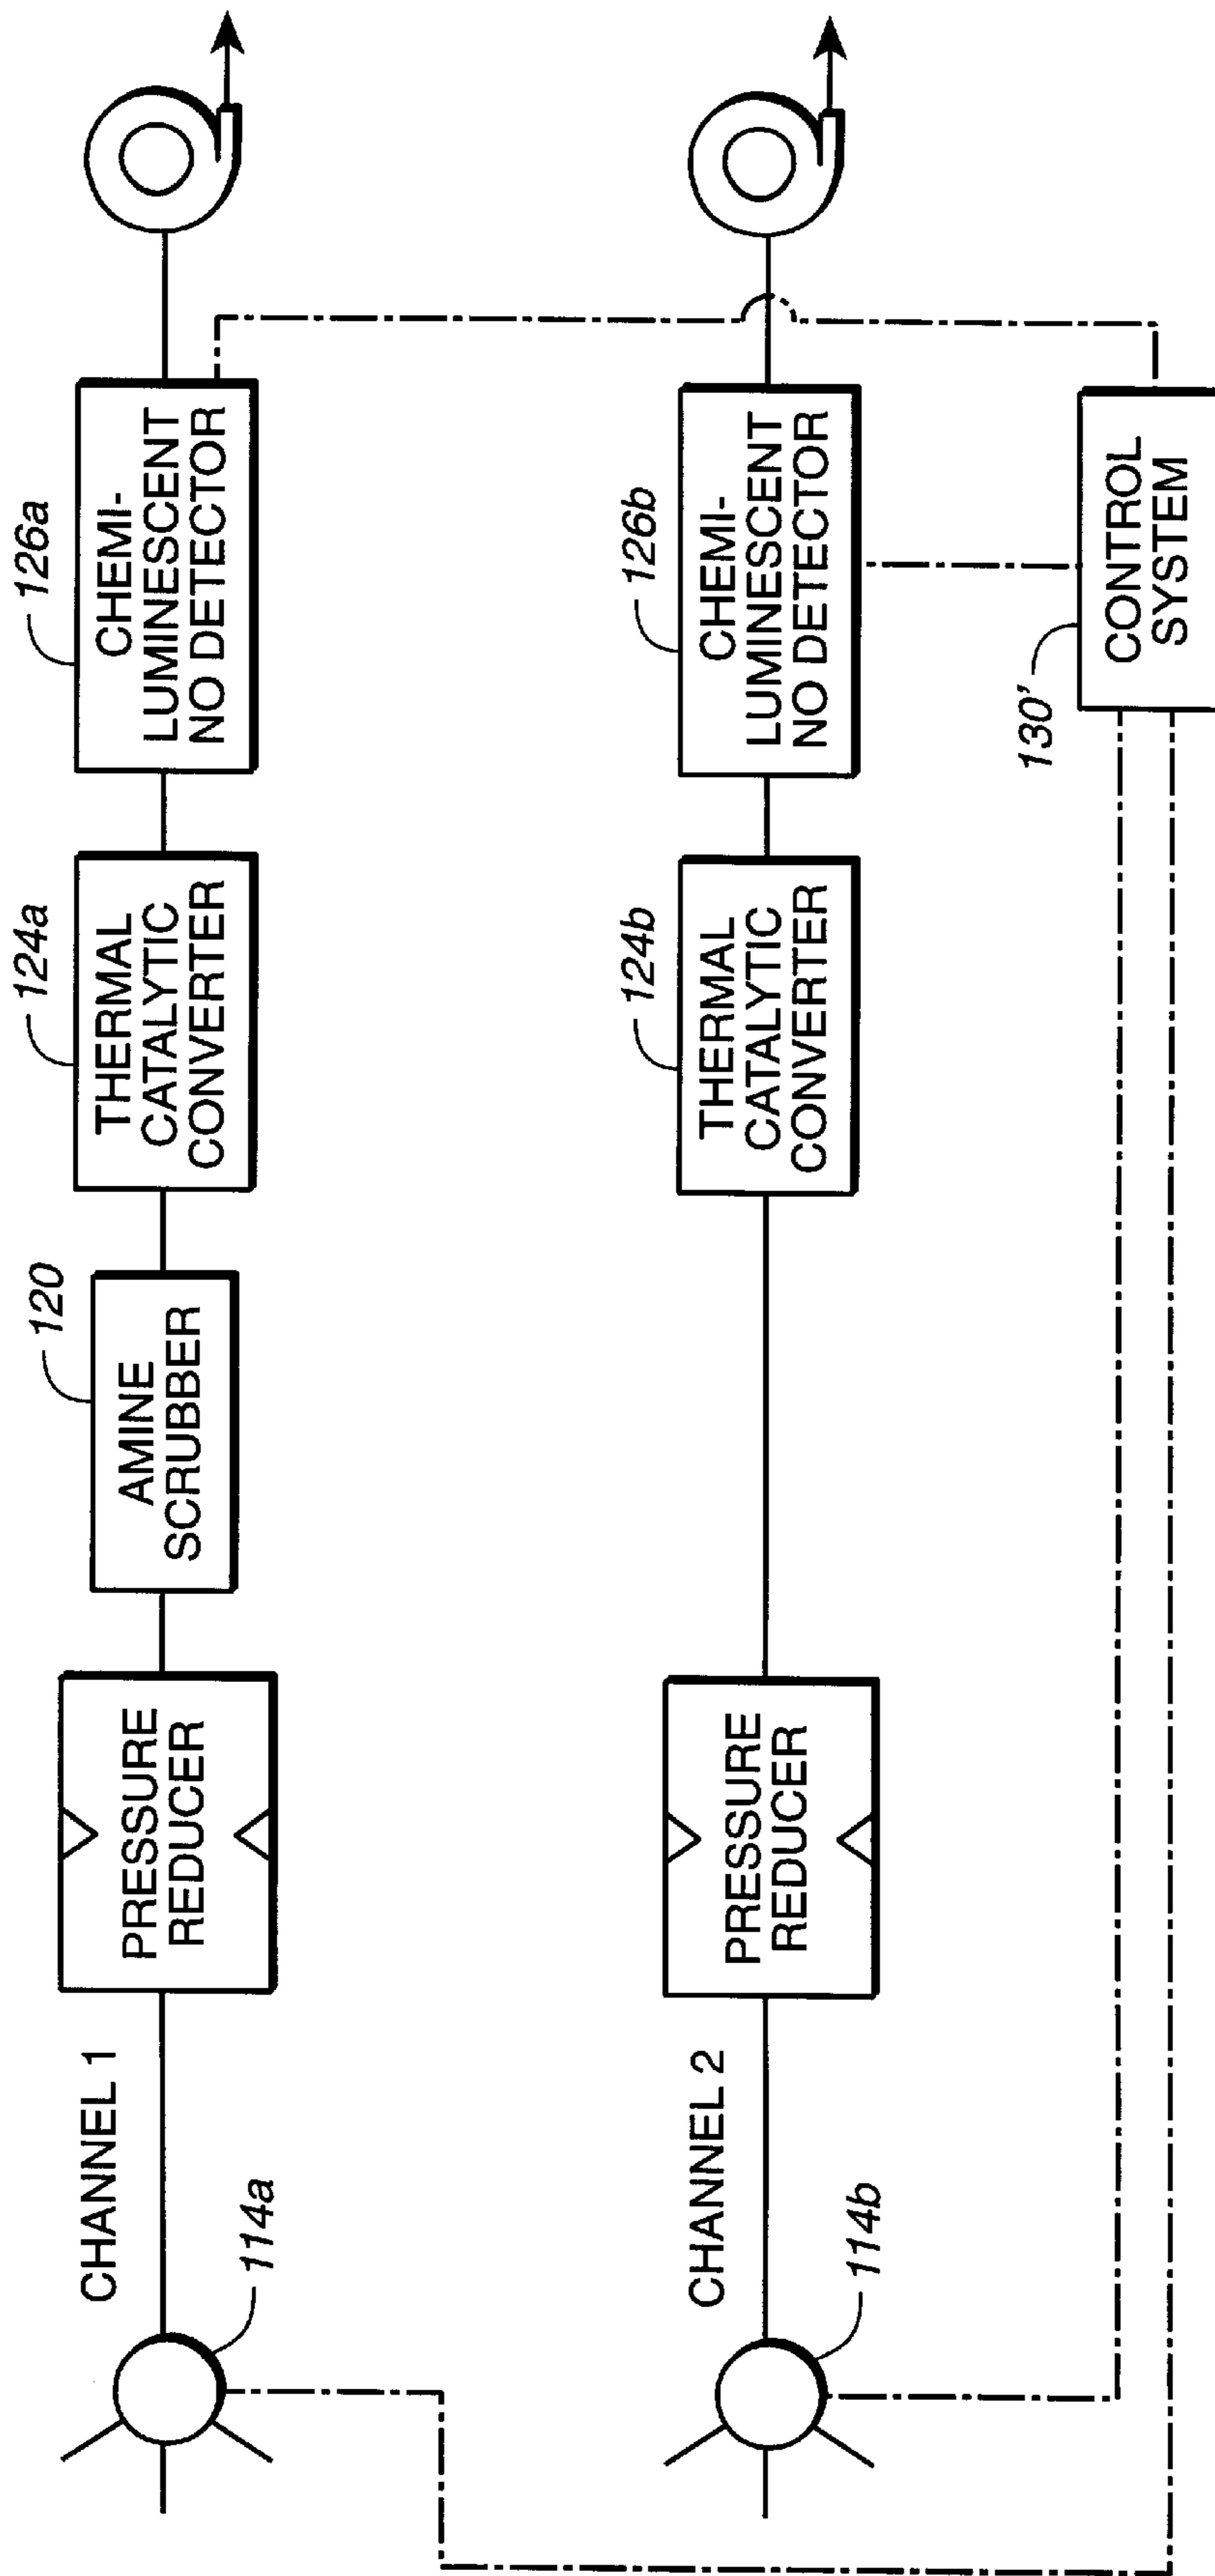 CHANNEL 1
114a
PRESSURE
REDUCER
AMINE
SCRUBBER
120
THERMAL
CATALYTIC
CONVERTER
124a
CHEMI-
LUMINESCENT
NO DETECTOR
126a
CHANNEL 2
114b
PRESSURE
REDUCER
THERMAL
CATALYTIC
CONVERTER
124b
CHEMI-
LUMINESCENT
NO DETECTOR
126b
CONTROL
SYSTEM
130'